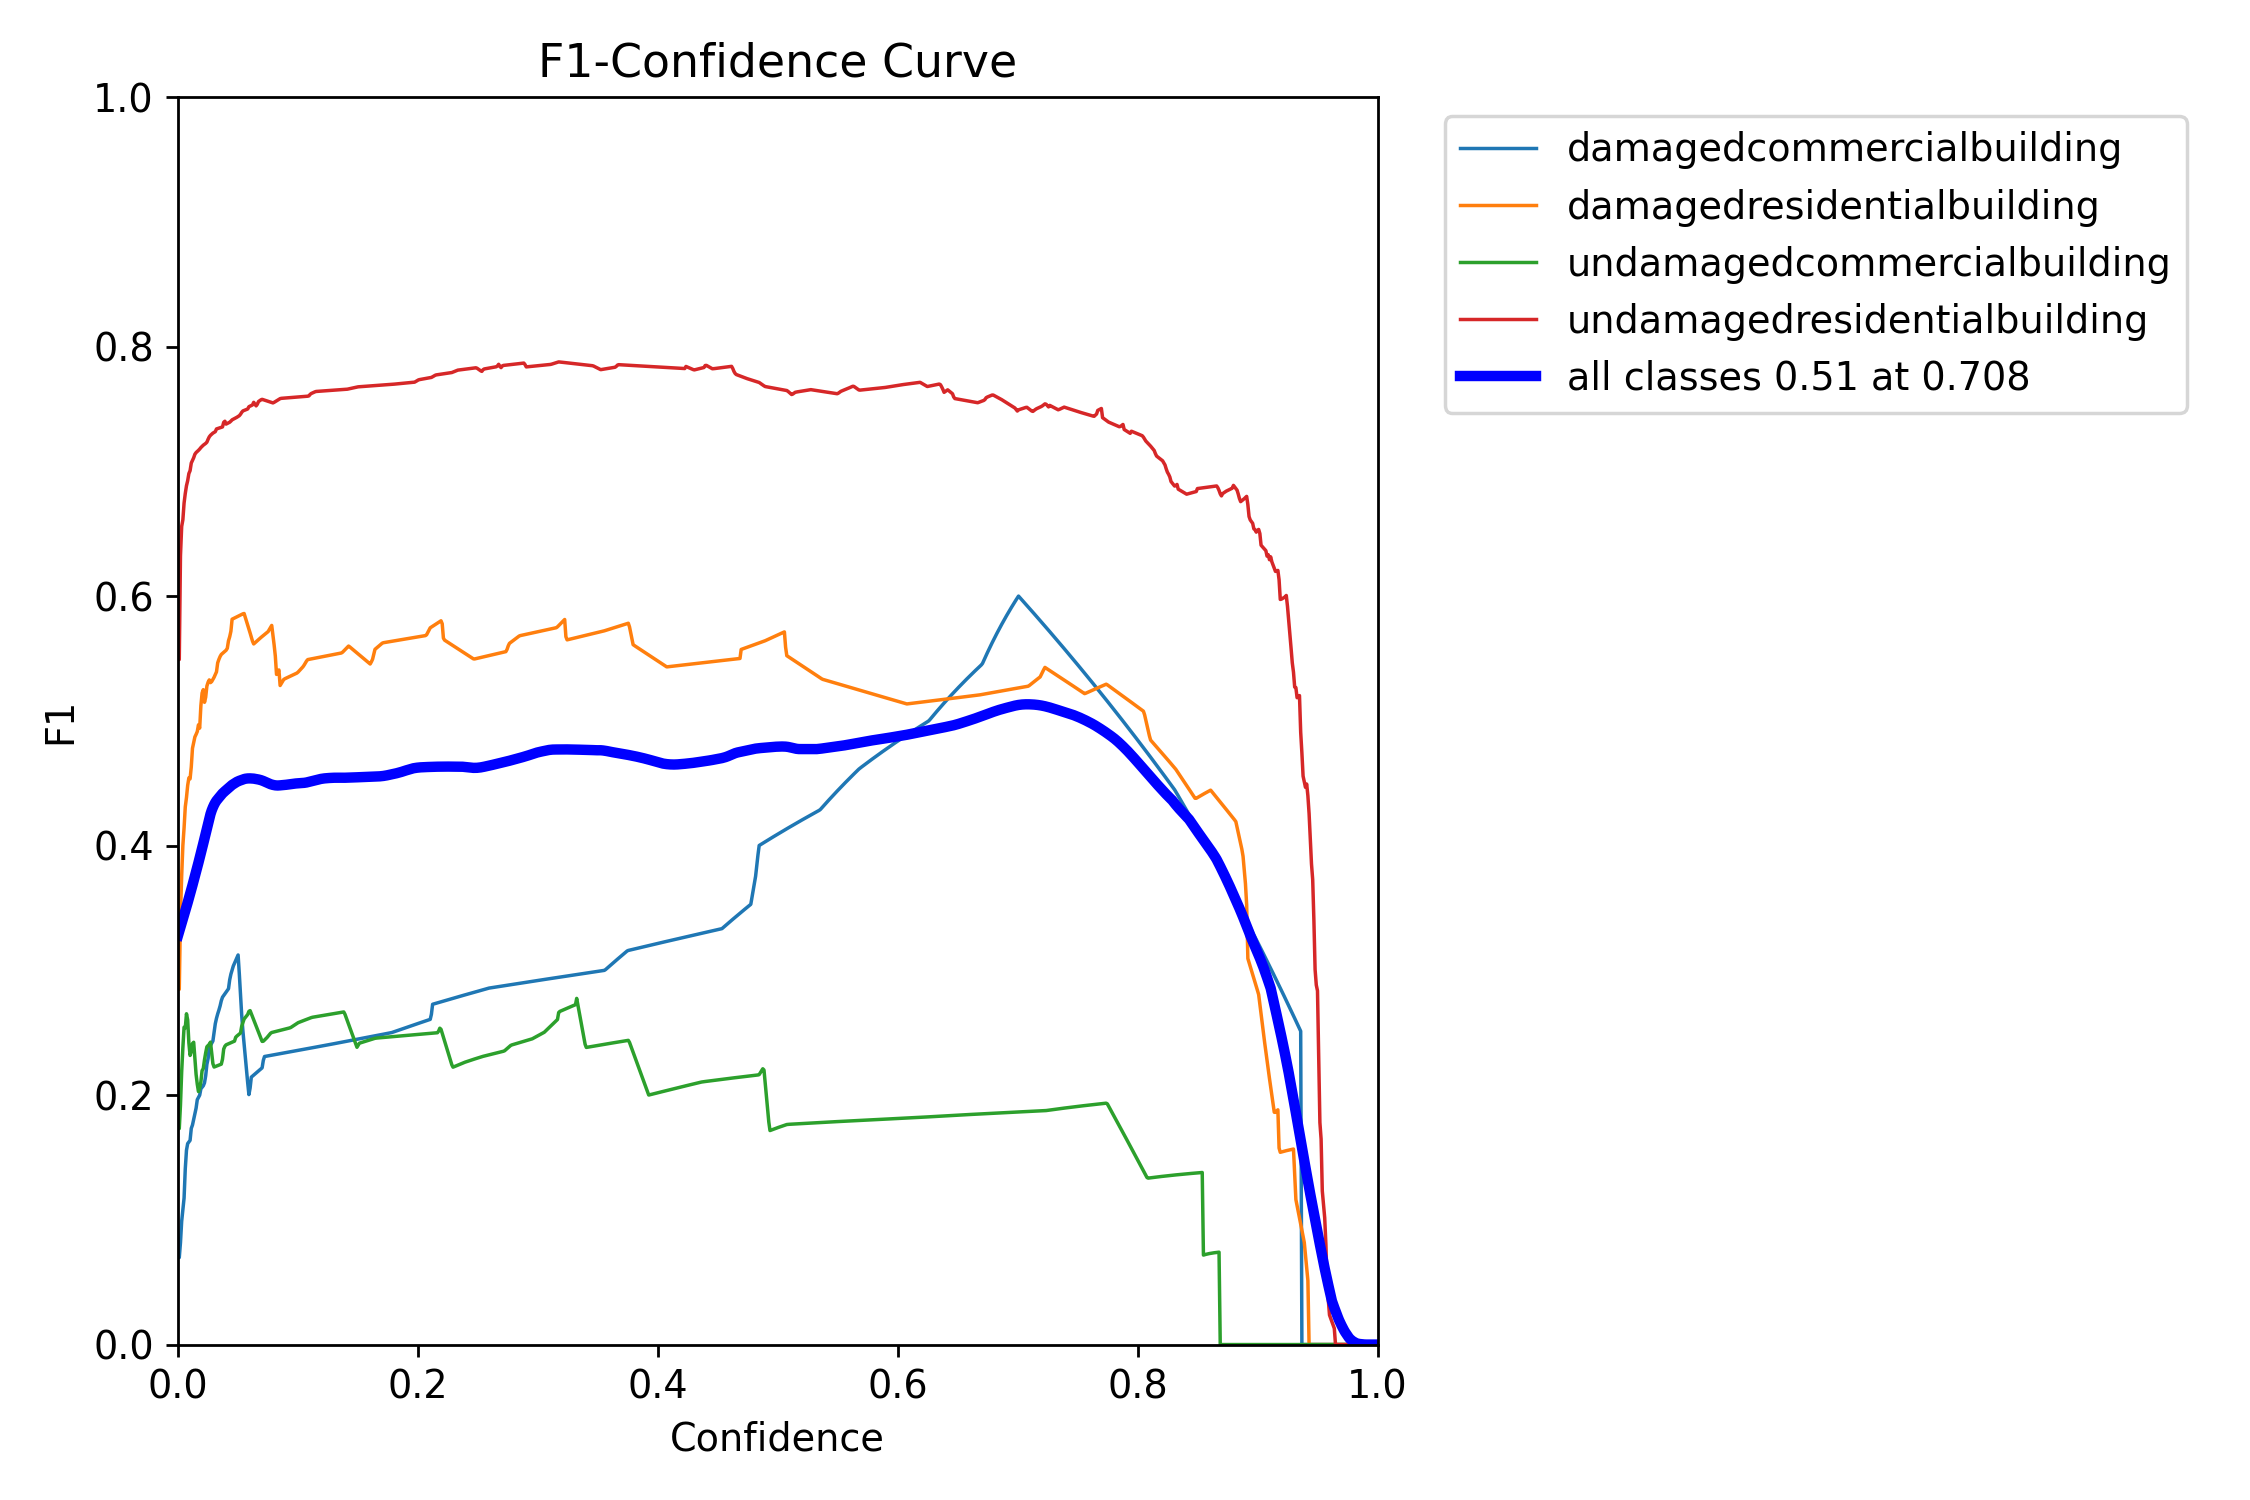 F1-Confidence Curve
1.0
0.8
0.6
0.4
0.2
0.0
F1
0.0 0.2 0.4 0.6 0.8 1.0
Confidence
damagedcommercialbuilding
damagedresidentialbuilding
undamagedcommercialbuilding
undamagedresidentialbuilding
all classes 0.51 at 0.708